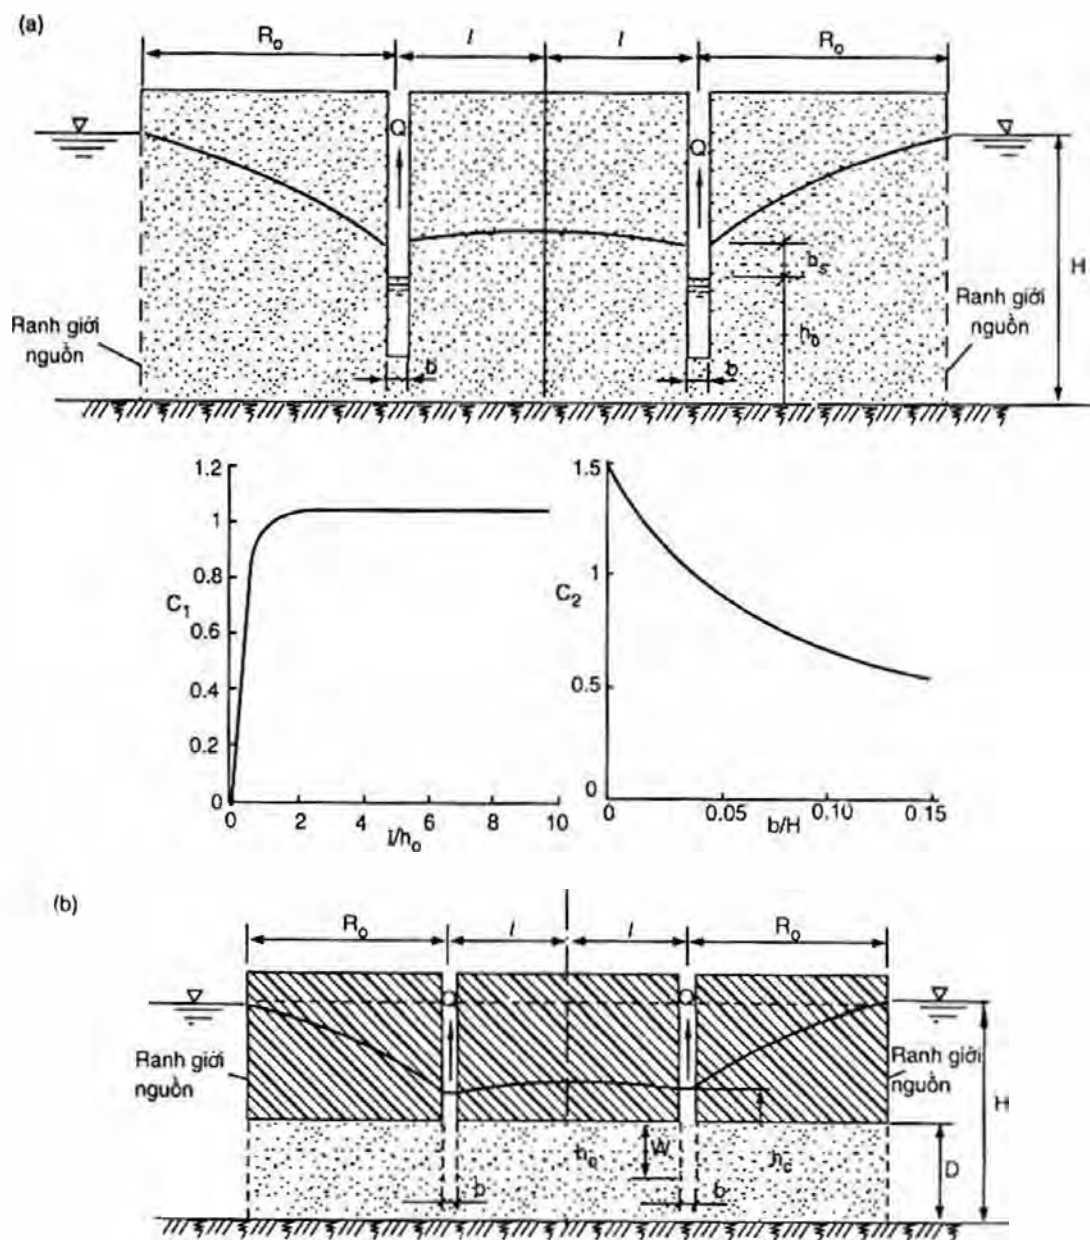 (a)
R₀ l l R₀
Q
Q
hₛ
H
h₀
Ranh giới
nguồn
Ranh giới
nguồn
b
b
1.2
1
0.8
C₁
0.6
0.4
0.2
0
0 2 4 6 8 10
l/h₀
1.5
1
C₂
0.5
0
0 0.05 0.10 0.15
b/H
(b)
R₀ l l R₀
Q
Q
Ranh giới
nguồn
Ranh giới
nguồn
H
h₀
W
D
b
b